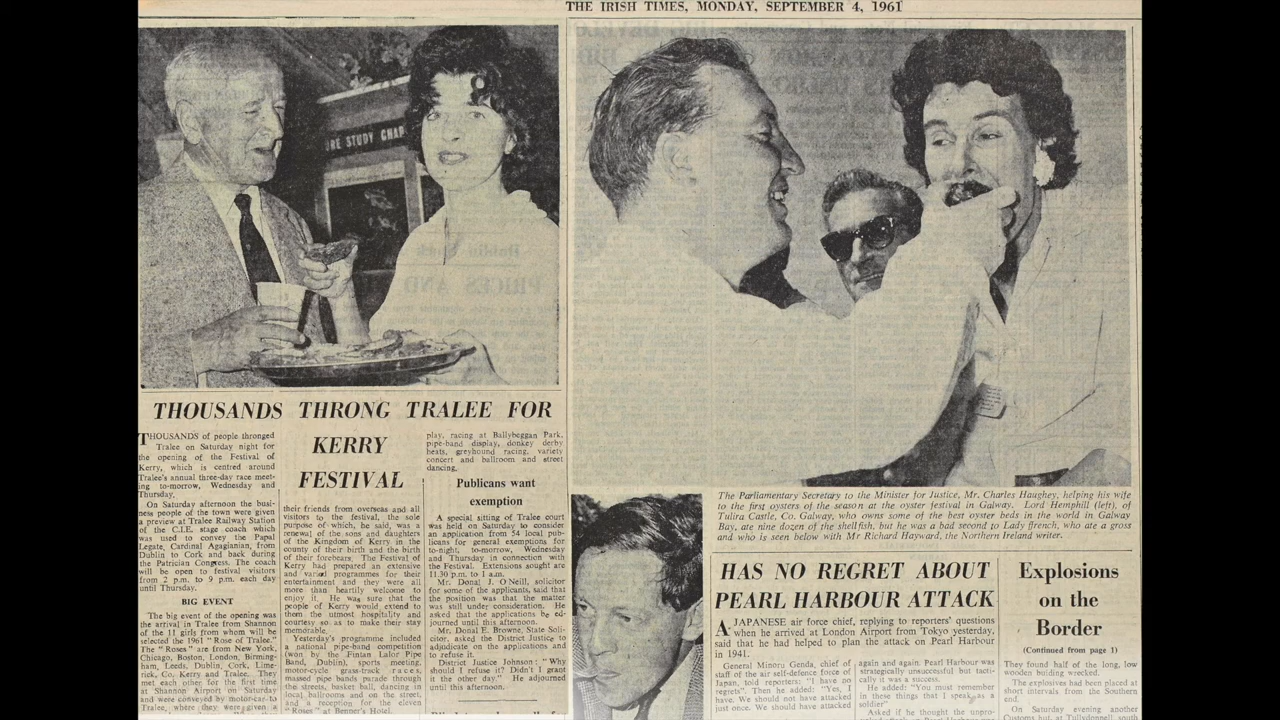 THE IRISH TIMES, MONDAY, SEPTEMBER 4, 1961
URE STUDY CHAP
THOUSANDS THRONG TRALEE FOR
KERRY
FESTIVAL
THOUSANDS of people thronged
Tralee on Saturday night for
the opening of the Festival of
Kerry, which is centred around
Tralee's annual three-day race meet-
ing to-morrow, Wednesday and
Thursday.
On Saturday afternoon the busi-
ness people of the town were given
a preview at Tralee Railway Station
of the C.I.E. stage coach which
was used to convey the Papal
Legate, Cardinal Agagianian, from
Dublin to Cork and back during
the Patrician Congress. The coach
will be open to festival visitors
from 2 p.m. to 9 p.m. each day
until Thursday.
BIG EVENT
The big event of the opening was
the arrival in Tralee from Shannon
of the 11 girls from whom will be
selected the 1961 "Rose of Tralee."
The "Roses" are from New York,
Chicago, Boston, London, Birming-
ham, Leeds, Dublin, Cork, Lime-
rick, Co. Kerry and Tralee. They
met each other for the first time
at Shannon Airport on Saturday
and were conveyed by motor-car to
Tralee, where they were given a
their friends from overseas and all
visitors to the festival, the sole
purpose of which, he said, was a
renewal of the sons and daughters
of the Kingdom of Kerry in the
county of their birth and the birth
of their forebears. The Festival of
Kerry had prepared an extensive
and varied programmes for their
entertainment and they were all
more than heartily welcome to
enjoy it. He was sure that the
people of Kerry would extend to
them the utmost hospitality and
courtesy so as to make their stay
memorable.
Yesterday's programme included
a national pipe-band competition
(won by the Fintan Lalor Pipe
Band, Dublin), sports meeting,
motor-cycle grass-track races,
massed pipe bands parade through
the streets, basket ball, dancing in
local ballrooms and on the street,
and a reception for the eleven
"Roses" at Benner's Hotel.
play, racing at Ballybeggan Park,
pipe-band display, donkey derby
heats, greyhound racing, variety
concert and ballroom and street
dancing.
Publicans want
exemption
A special sitting of Tralee court
was held on Saturday to consider
an application from 54 local pub-
licans for general exemptions for
to-night, to-morrow, Wednesday
and Thursday in connection with
the Festival. Extensions sought are
11.30 p.m. to 1 a.m.
Mr. Donal J. O'Neill, solicitor
for some of the applicants, said that
the position was that the matter
was still under consideration. He
asked that the applications be ad-
journed until this afternoon.
Mr. Donal E. Browne, State Soli-
citor, asked the District Justice to
adjudicate on the applications and
to refuse it.
District Justice Johnson: "Why
should I refuse it? Didn't I grant
it the other day." He adjourned
until this afternoon.
The Parliamentary Secretary to the Minister for Justice, Mr. Charles Haughey, helping his wife
to the first oysters of the season at the oyster festival in Galway. Lord Hemphill (left), of
Tulira Castle, Co. Galway, who owns some of the best oyster beds in the world in Galway
Bay, ate nine dozen of the shellfish, but he was a bad second to Lady ffrench, who ate a gross
and who is seen below with Mr Richard Hayward, the Northern Ireland writer.
HAS NO REGRET ABOUT
PEARL HARBOUR ATTACK
A JAPANESE air force chief, replying to reporters' questions
when he arrived at London Airport from Tokyo yesterday,
said that he had helped to plan the attack on Pearl Harbour
in 1941.
General Minoru Genda, chief of
staff of the air self-defence force of
Japan, told reporters: "I have no
regrets". Then he added: "Yes, I
have. We should not have attacked
just once. We should have attacked
again and again. Pearl Harbour was
strategically unsuccessful but tacti-
cally it was a success.
He added: "You must remember
in these things that I speak as a
soldier"
Asked if he thought the unpro-
Explosions
on the
Border
(Continued from page 1)
They found half of the long, low
wooden building wrecked.
The explosives had been placed at
short intervals from the Southern
end.
On Saturday evening another
Customs hut, at Tullydonnell, south